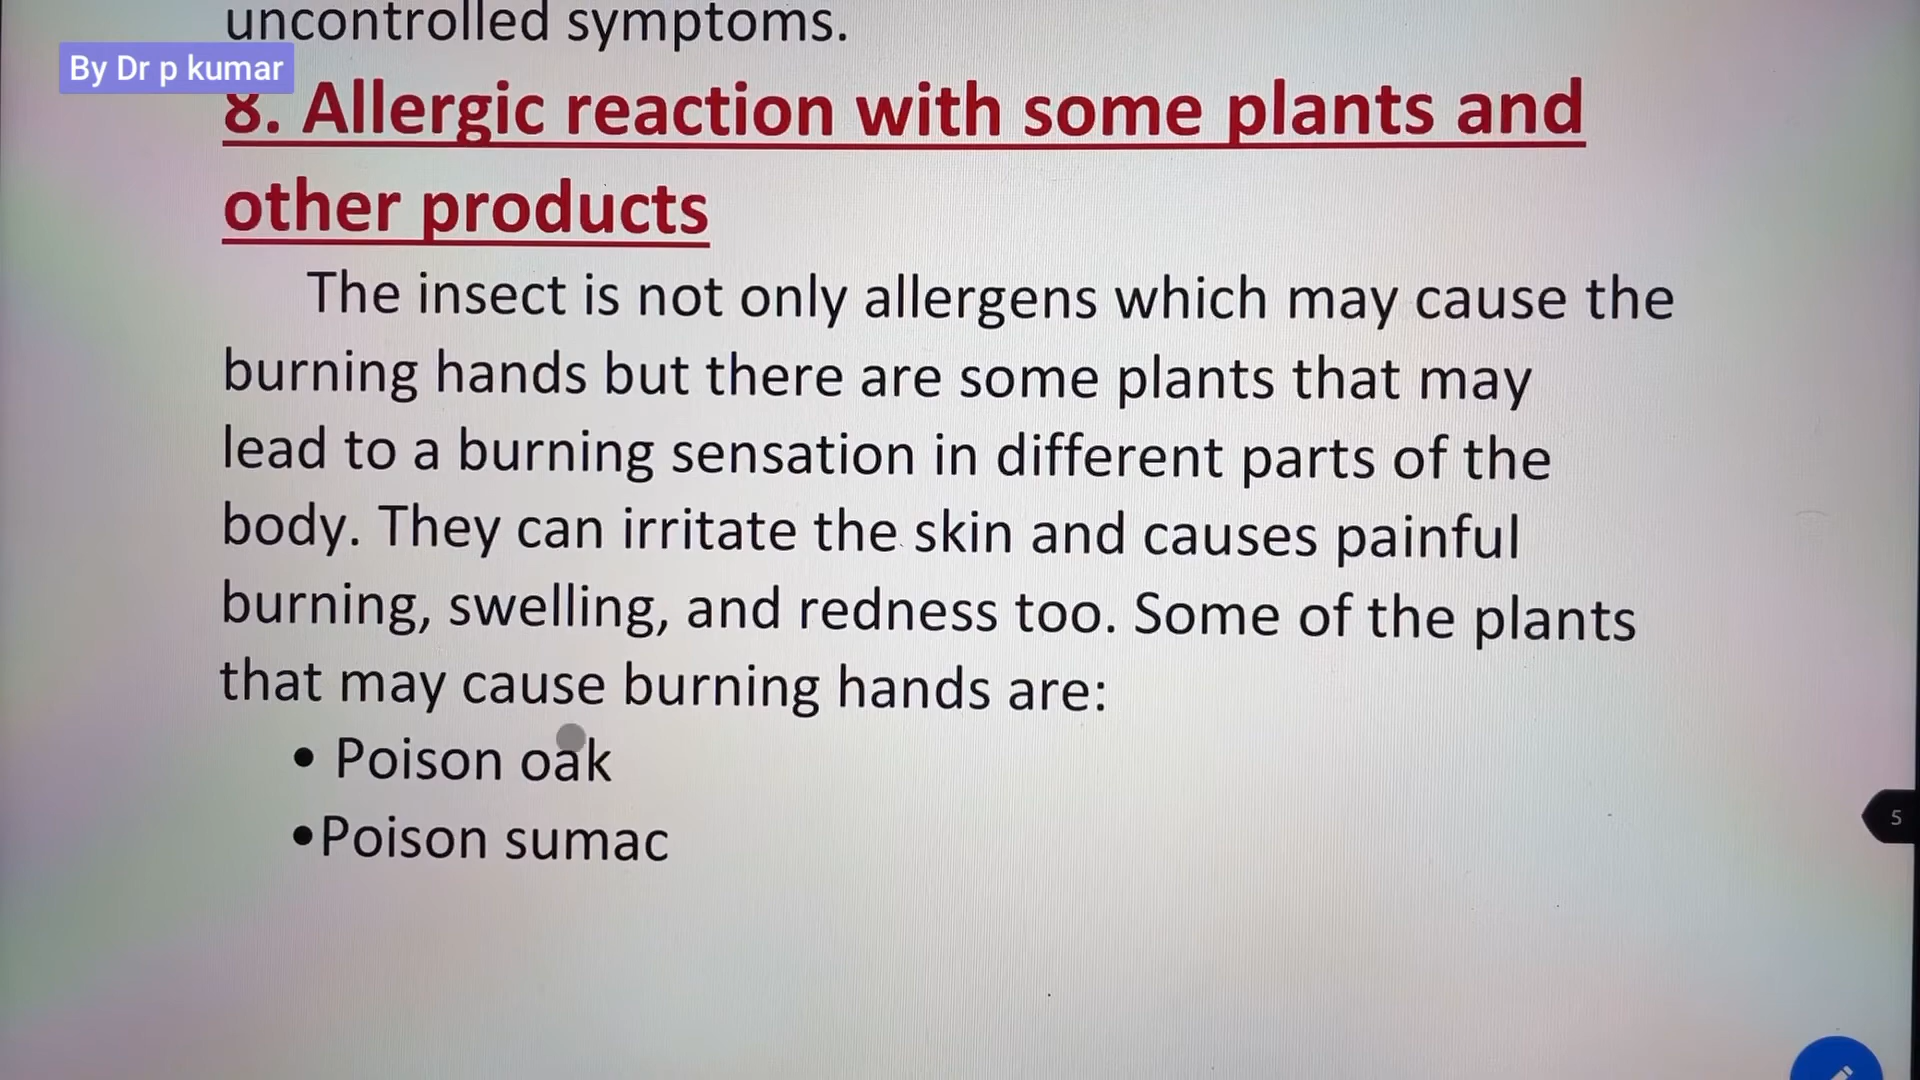 uncontrolled symptoms.
By Dr p kumar
8. Allergic reaction with some plants and
other products
The insect is not only allergens which may cause the
burning hands but there are some plants that may
lead to a burning sensation in different parts of the
body. They can irritate the skin and causes painful
burning, swelling, and redness too. Some of the plants
that may cause burning hands are:
• Poison oak
•Poison sumac
5